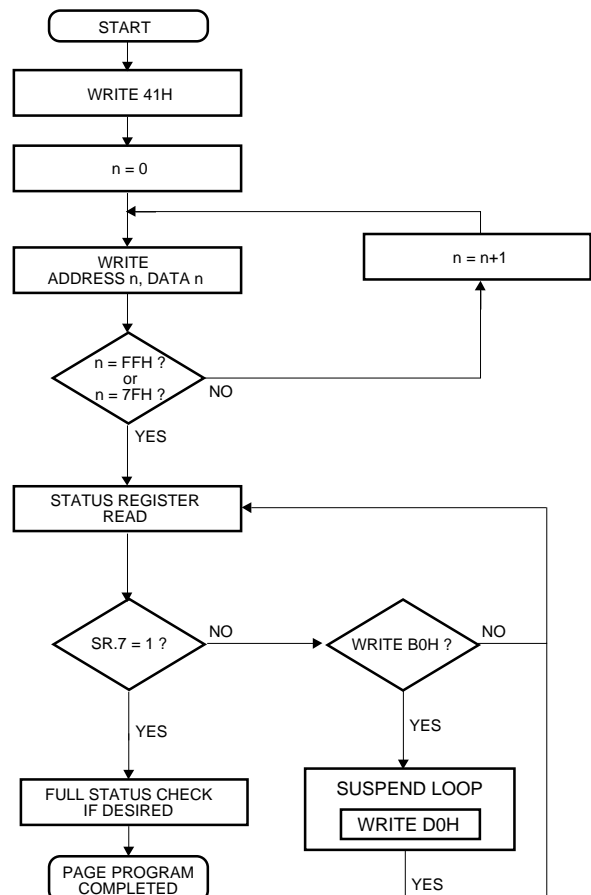 START
WRITE 41H
n = 0
WRITE
ADDRESS n, DATA n
n = n+1
n = FFH ?
or
n = 7FH ?
NO
YES
STATUS REGISTER
READ
SR.7 = 1 ?
NO
WRITE B0H ?
NO
YES
YES
FULL STATUS CHECK
IF DESIRED
SUSPEND LOOP
WRITE D0H
YES
PAGE PROGRAM
COMPLETED